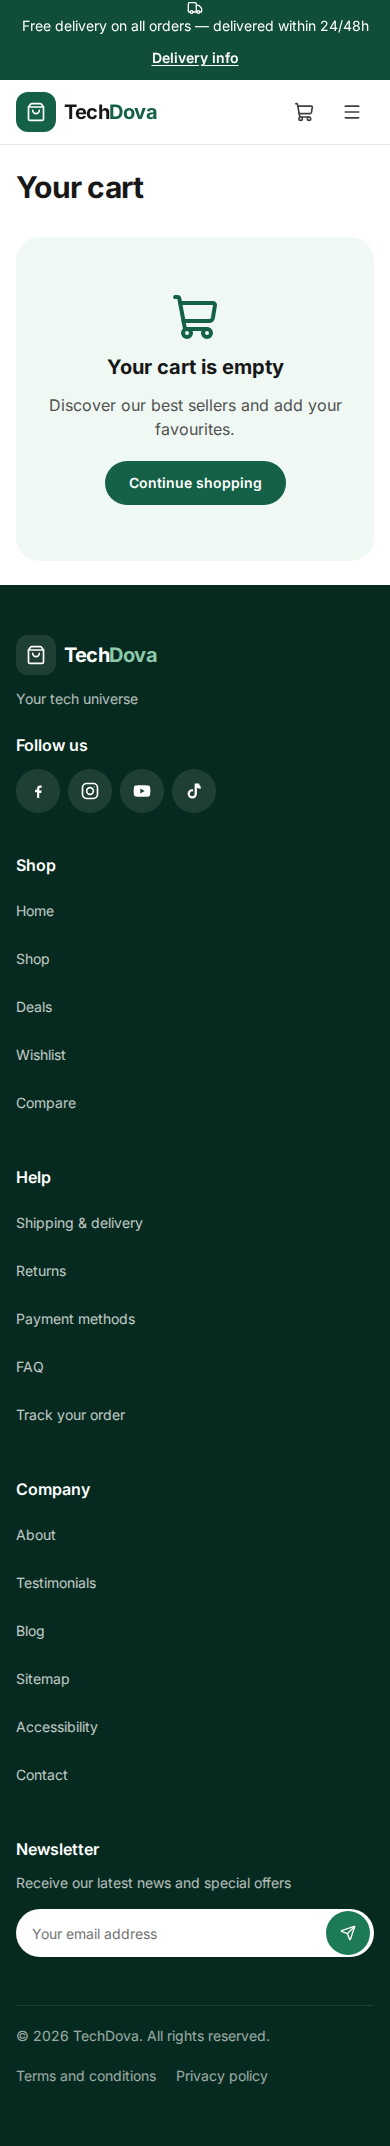 Free delivery on all orders — delivered within 24/48h
Delivery info
TechDova
Your cart
Your cart is empty
Discover our best sellers and add your
favourites.
Continue shopping
TechDova
Your tech universe
Follow us
Shop
Home
Shop
Deals
Wishlist
Compare
Help
Shipping & delivery
Returns
Payment methods
FAQ
Track your order
Company
About
Testimonials
Blog
Sitemap
Accessibility
Contact
Newsletter
Receive our latest news and special offers
Your email address
© 2026 TechDova. All rights reserved.
Terms and conditions Privacy policy